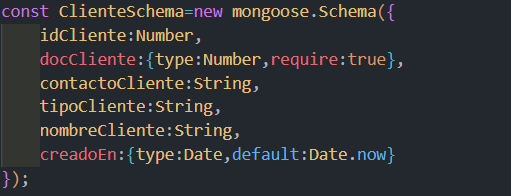 const ClienteSchema=new mongoose.Schema({
    idCliente:Number,
    docCliente:{type:Number,require:true},
    contactoCliente:String,
    tipoCliente:String,
    nombreCliente:String,
    creadoEn:{type:Date,default:Date.now}
});